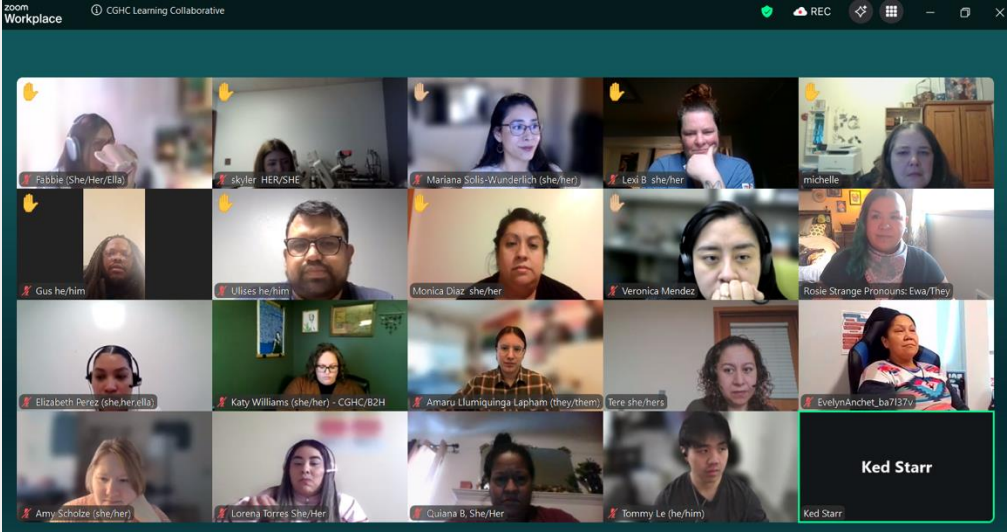 zoom
Workplace
CGHC Learning Collaborative
REC
Fabbie (She/Her/Ella)
skyler HER/SHE
Mariana Solis-Wunderlich (she/her)
Lexi B she/her
michelle
Gus he/him
Ulises he/him
Monica Diaz she/her
Veronica Mendez
Rosie Strange Pronouns: Ewa/They
Elizabeth Perez (she,her,ella)
Katy Williams (she/her) - CGHC/B2H
Amaru Llumiquinga Lapham (they/them)
Tere she/hers
EvelynAnchet_ba7l37v
Amy Scholze (she/her)
Lorena Torres She/Her
Quiana B, She/Her
Tommy Le (he/him)
Ked Starr
Ked Starr